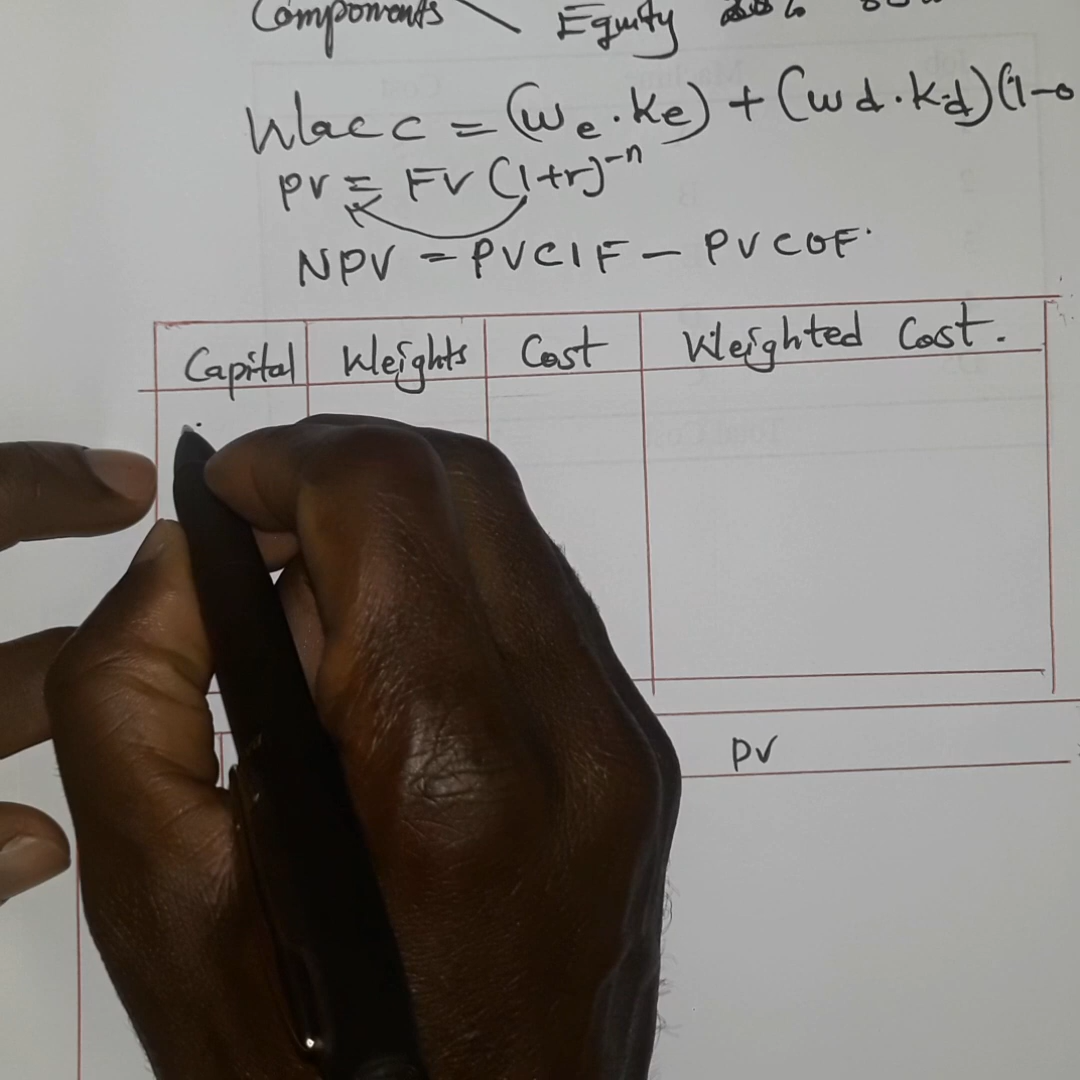 Components Equity
Wacc = (We . Ke) + (Wd . Kd)(1-0
PV = FV (1+r)^-n
NPV = PVCIF - PVCOF.
Capital Weights Cost Weighted Cost.
PV